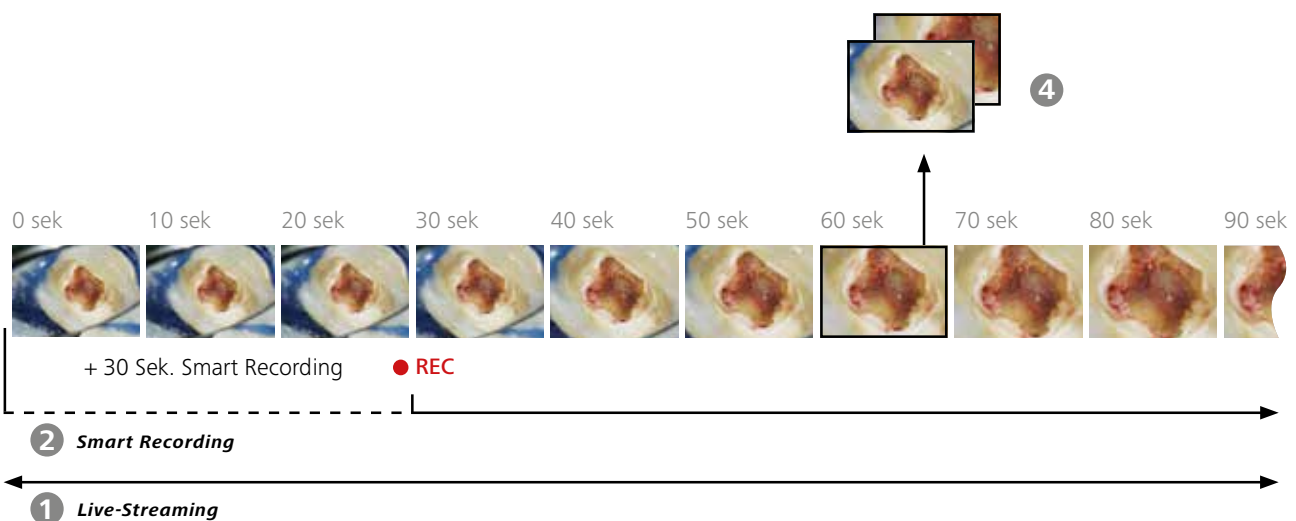 4
0 sek 10 sek 20 sek 30 sek 40 sek 50 sek 60 sek 70 sek 80 sek 90 sek
+ 30 Sek. Smart Recording REC
2 Smart Recording
1 Live-Streaming